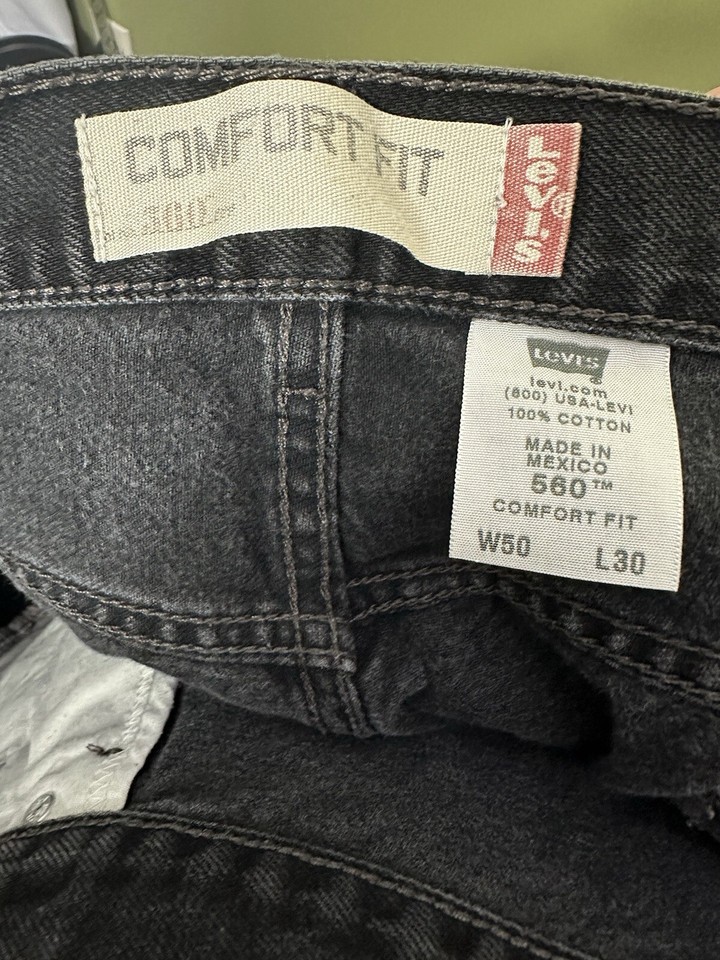 COMFORT FIT
560™
Levi's®
Levi's®
levi.com
(800) USA-LEVI
100% COTTON
MADE IN
MEXICO
560™
COMFORT FIT
W50 L30